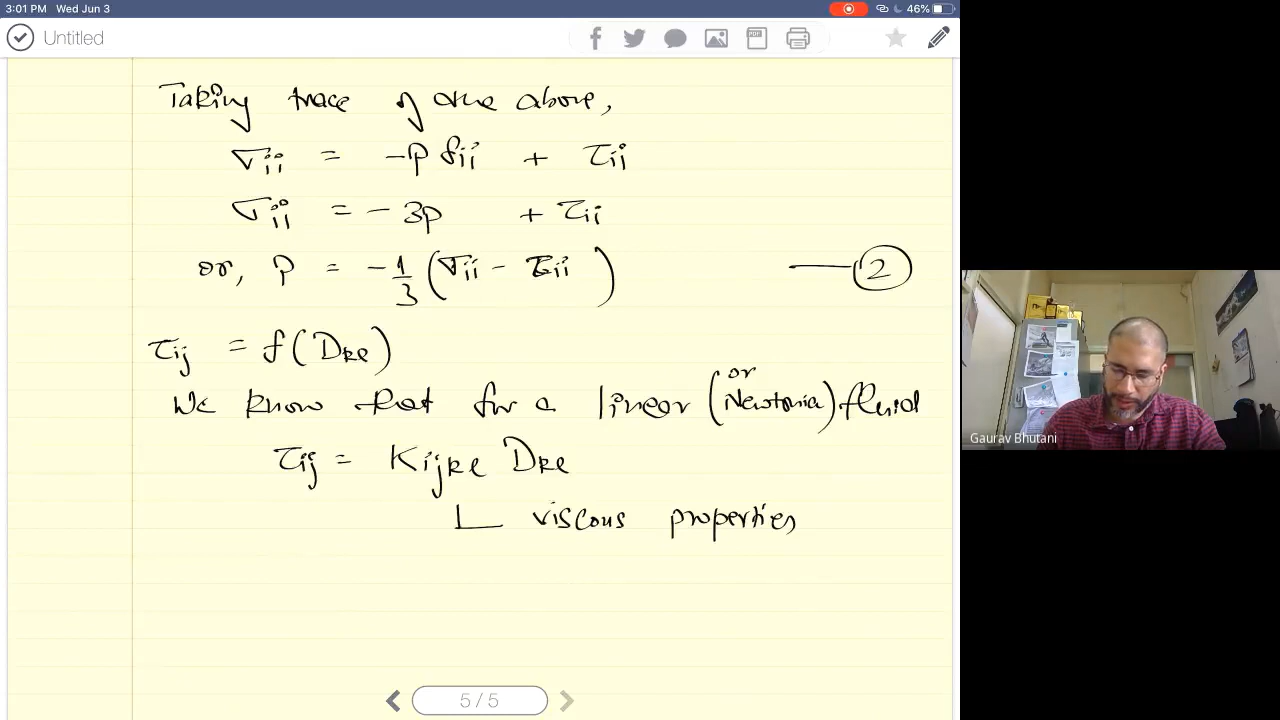 3:01 PM Wed Jun 3
46%
Untitled
PDF
Taking trace of the above,
σii = -p δii + τii
σii = - 3p + τii
or, p = -1/3 (σii - τii) — 2
τij = f(Dkl)
We know that for a linear (or Newtonia) fluid
τij = Kijkl Dkl
viscous properties
5 / 5
Gaurav Bhutani